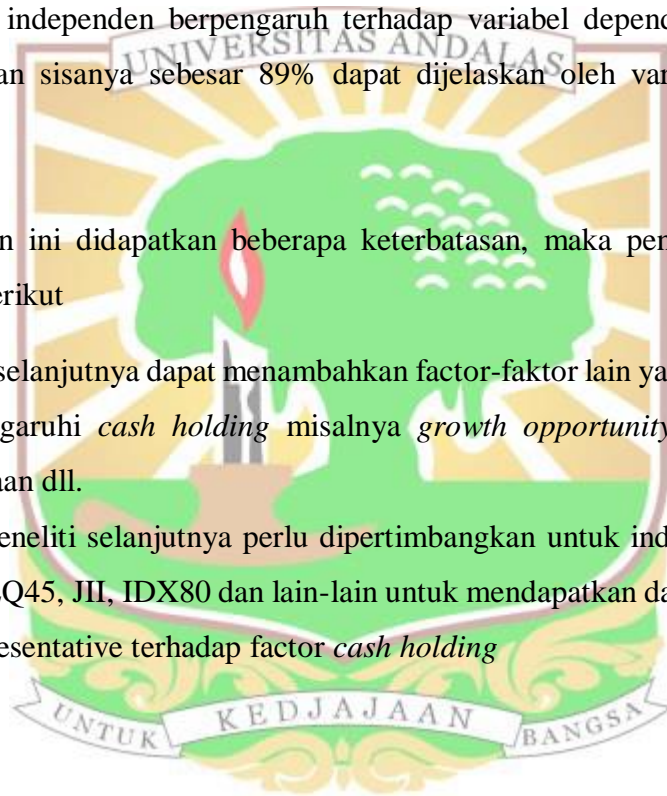 independen berpengaruh terhadap variabel depend
UNIVERSITAS ANDALAS
an sisanya sebesar 89% dapat dijelaskan oleh var
n ini didapatkan beberapa keterbatasan, maka pen
erikut
selanjutnya dapat menambahkan factor-faktor lain ya
garuhi cash holding misalnya growth opportunity
aan dll.
eneliti selanjutnya perlu dipertimbangkan untuk ind
Q45, JII, IDX80 dan lain-lain untuk mendapatkan da
esentative terhadap factor cash holding
UNTUK KEDJAJAAN BANGSA